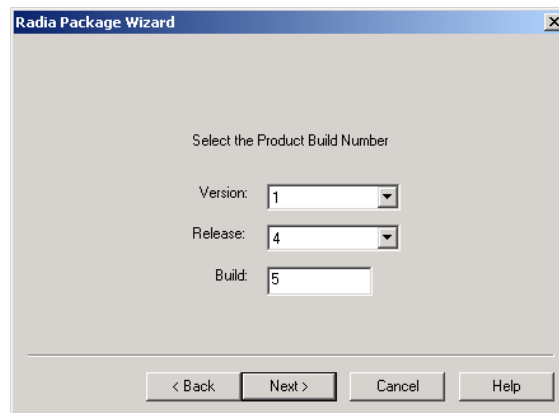 Radia Package Wizard
Select the Product Build Number
Version: 1
Release: 4
Build: 5
< Back Next > Cancel Help